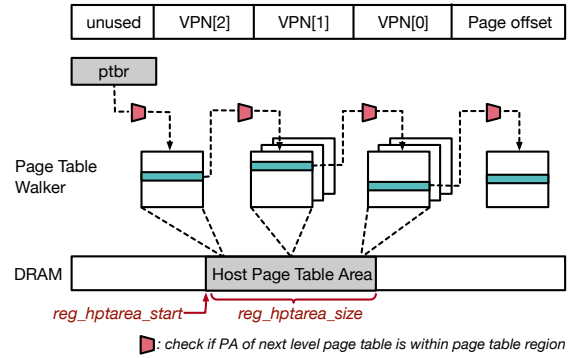 unused VPN[2] VPN[1] VPN[0] Page offset
ptbr
Page Table
Walker
DRAM Host Page Table Area
reg_hptarea_start reg_hptarea_size
: check if PA of next level page table is within page table region